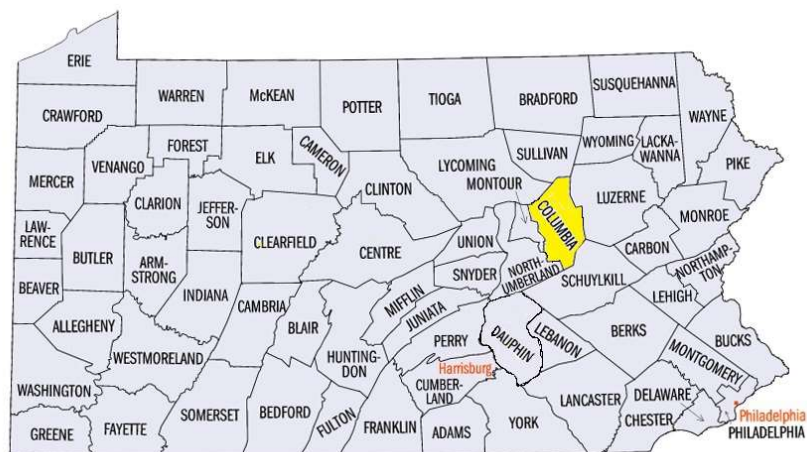 ERIE
CRAWFORD
WARREN
McKEAN
POTTER
TIOGA
BRADFORD
SUSQUEHANNA
WAYNE
FOREST
VENANGO
ELK
CAMERON
CLINTON
LYCOMING
SULLIVAN
WYOMING
LACKA-
WANNA
PIKE
MERCER
CLARION
JEFFER-
SON
CLEARFIELD
CENTRE
MONTOUR
COLUMBIA
LUZERNE
MONROE
LAW-
RENCE
BUTLER
ARM-
STRONG
UNION
SNYDER
NORTH-
UMBERLAND
CARBON
SCHUYLKILL
NORTHAMP-
TON
LEHIGH
BEAVER
INDIANA
CAMBRIA
BLAIR
MIFFLIN
JUNIATA
ALLEGHENY
WESTMORELAND
HUNTING-
DON
PERRY
DAUPHIN
LEBANON
BERKS
BUCKS
MONTGOMERY
Harrisburg
CUMBER-
LAND
WASHINGTON
GREENE
FAYETTE
SOMERSET
BEDFORD
FULTON
FRANKLIN
ADAMS
YORK
LANCASTER
DELAWARE
CHESTER
Philadelphia
PHILADELPHIA